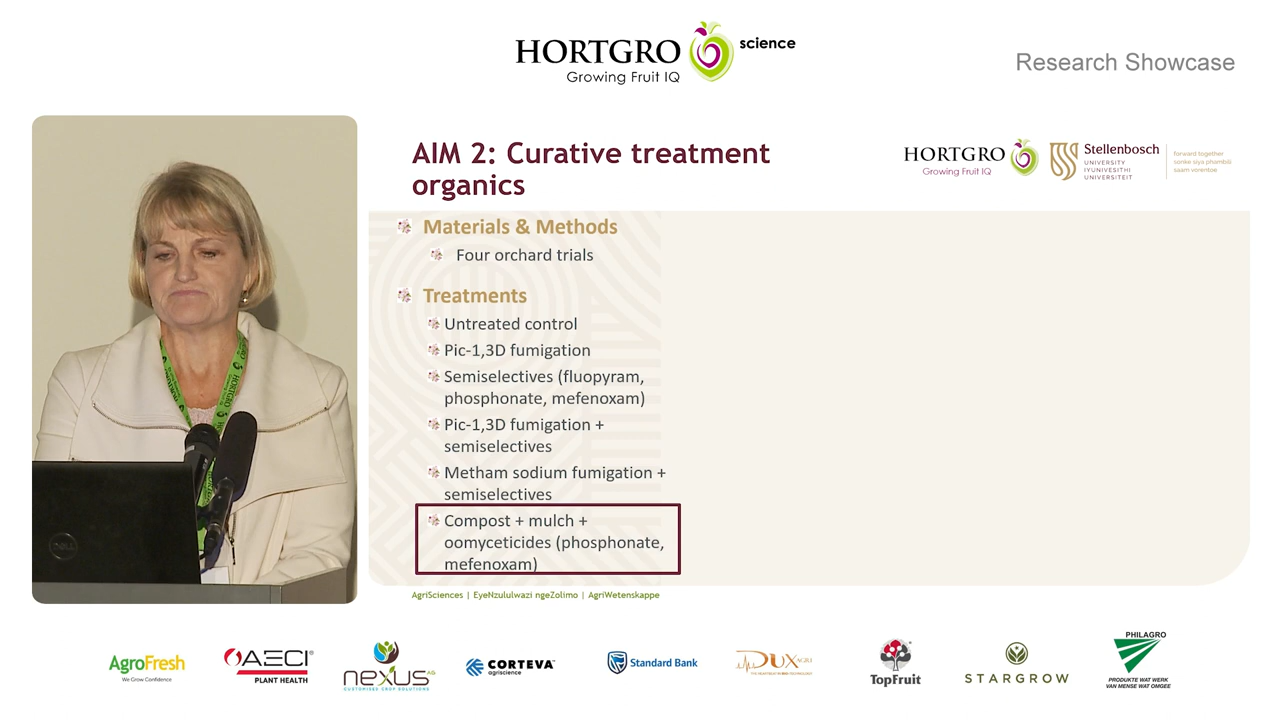 HORTGRO science
Growing Fruit IQ
Research Showcase
AIM 2: Curative treatment
organics
HORTGRO
Growing Fruit IQ
Stellenbosch
UNIVERSITY
IYUNIVESITHI
UNIVERSITEIT
forward together
sonke siya phambili
saam vorentoe
Materials & Methods
Four orchard trials
Treatments
Untreated control
Pic-1,3D fumigation
Semiselectives (fluopyram,
phosphonate, mefenoxam)
Pic-1,3D fumigation +
semiselectives
Metham sodium fumigation +
semiselectives
Compost + mulch +
oomyceticides (phosphonate,
mefenoxam)
AgriSciences | EyeNzululwazi ngeZolimo | AgriWetenskappe
HORTGRO
DELL
AgroFresh
We Grow Confidence
AECI
PLANT HEALTH
nexus
CUSTOMISED CROP SOLUTIONS
CORTEVA
agriscience
Standard Bank
DUX AGRI
TopFruit
STARGROW
PHILAGRO
PRODUKTE WAT WERK
VAN MENSE WAT OMGEE